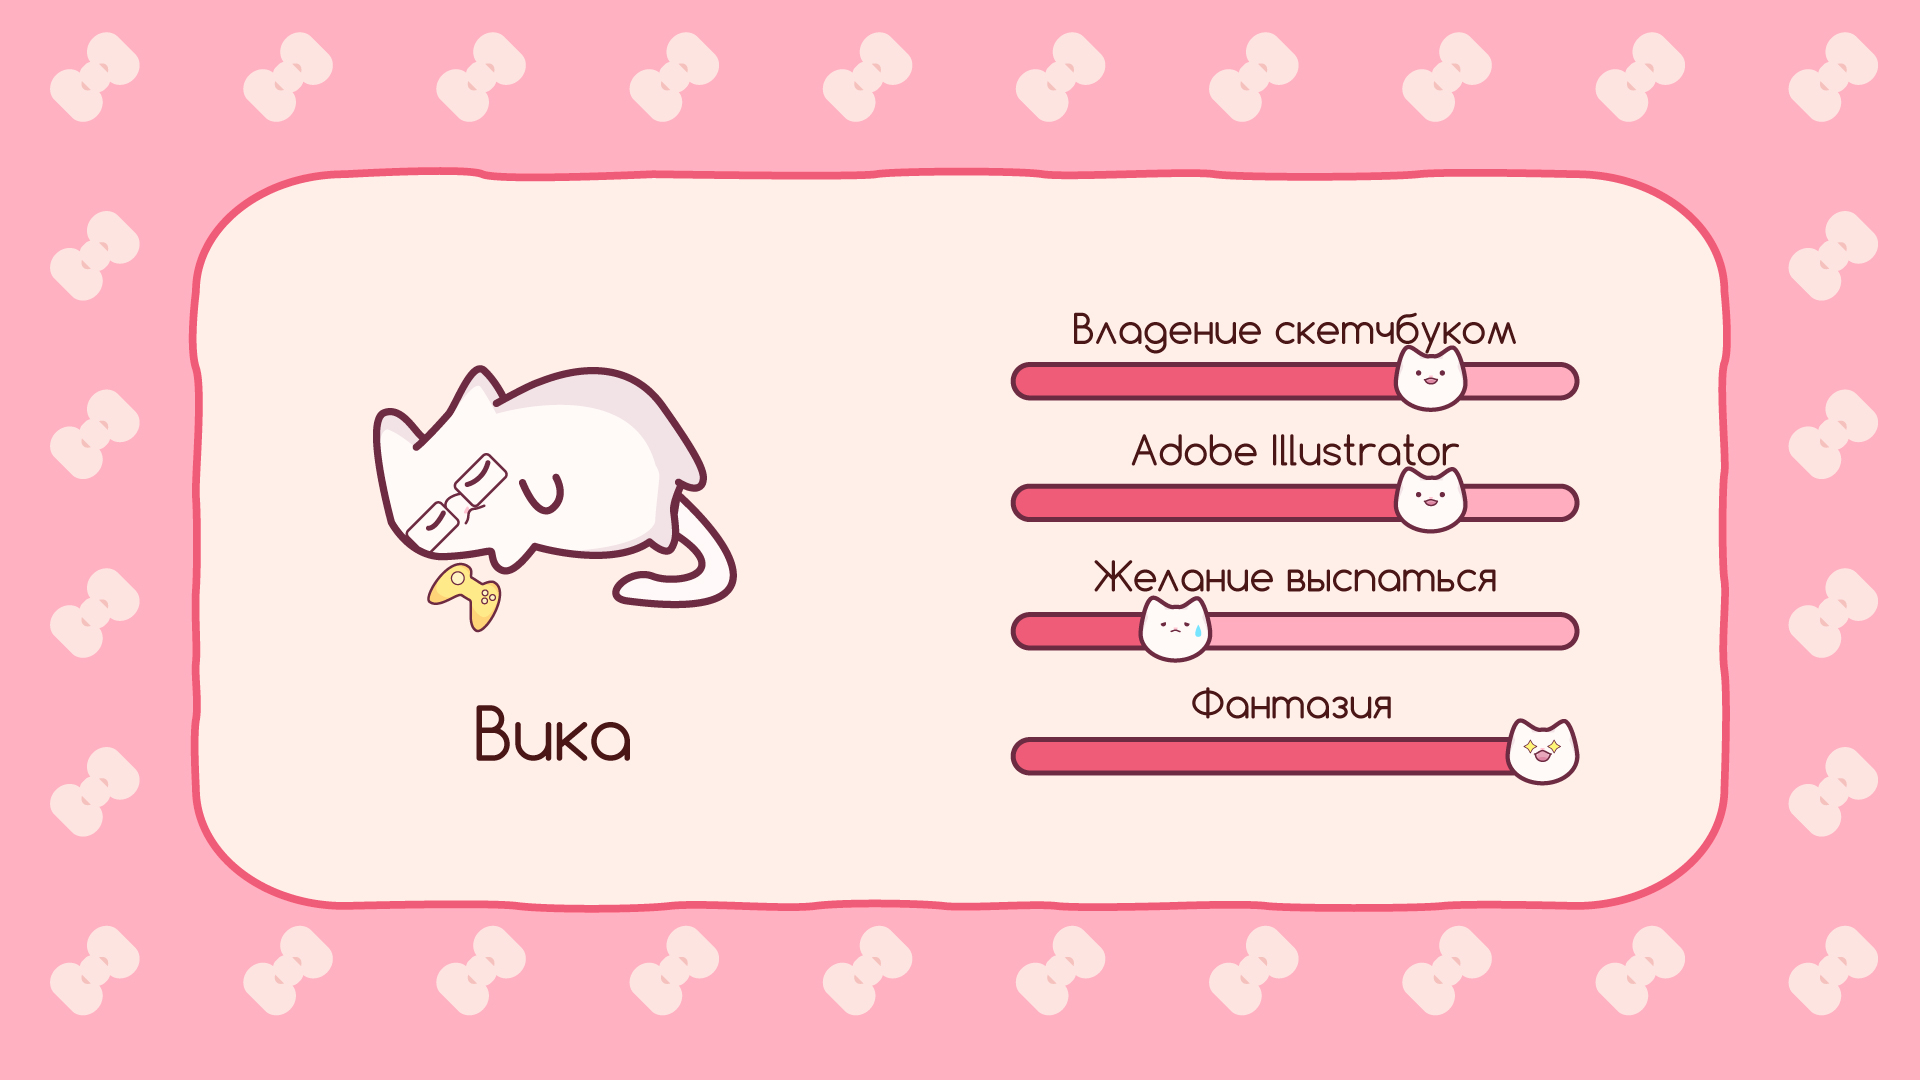 Владение скетчбуком
Adobe Illustrator
Желание выспаться
Фантазия
Вика